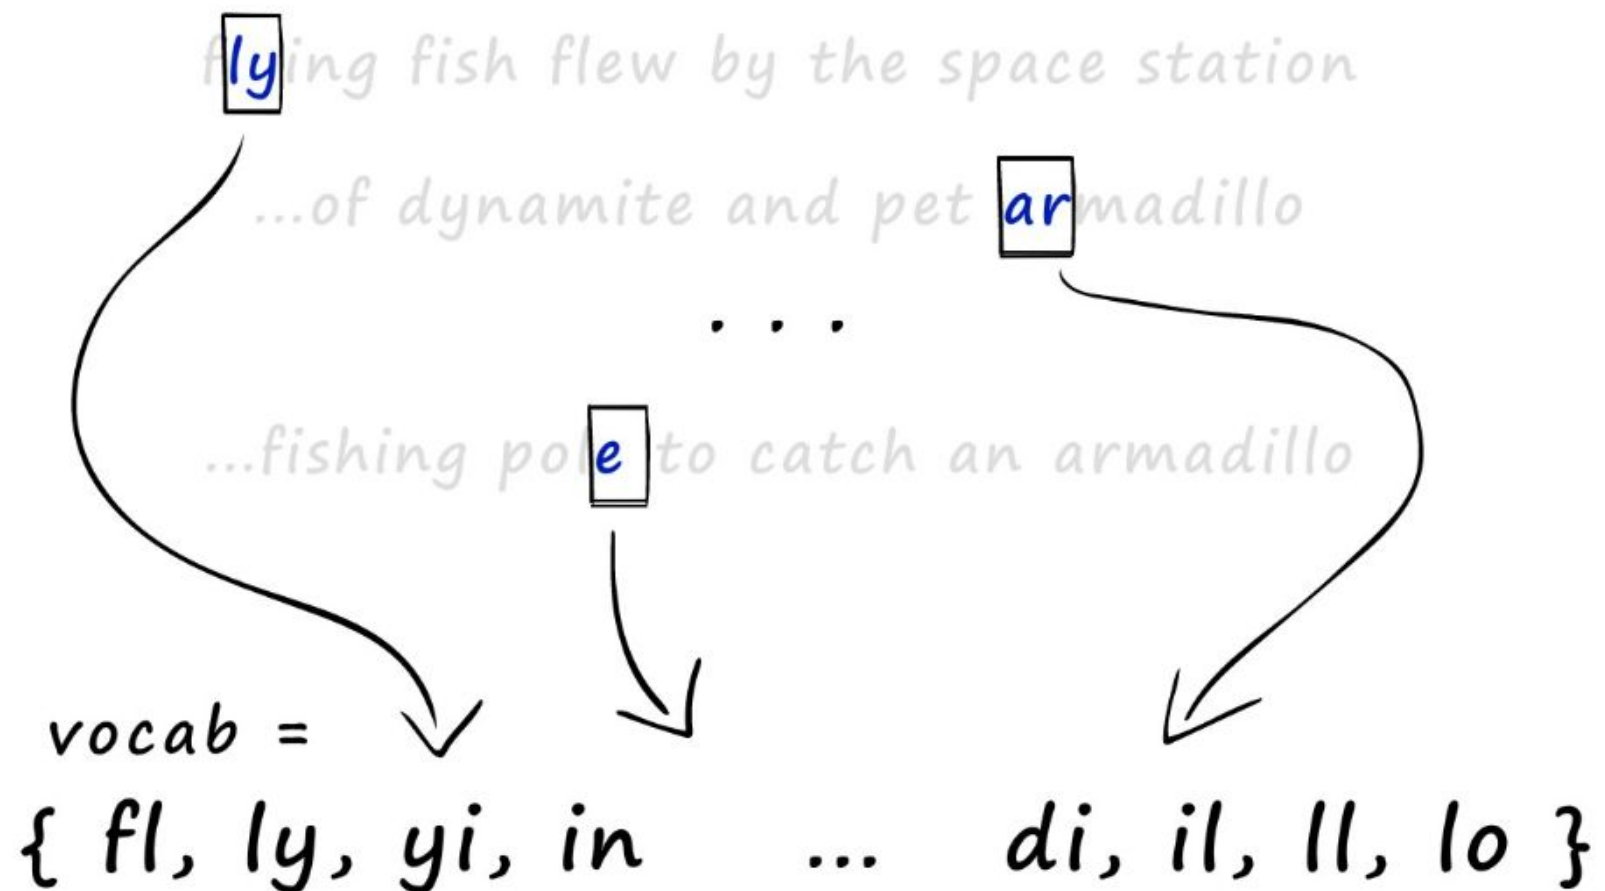 flying fish flew by the space station
...of dynamite and pet armadillo
. . .
...fishing pole to catch an armadillo
vocab =
{ fl, ly, yi, in ... di, il, ll, lo }